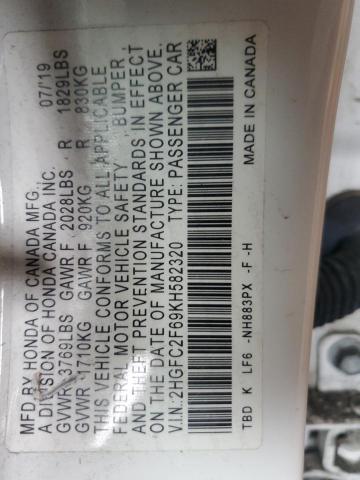 MFD BY HONDA OF CANADA MFG., 07/19
A DIVISION OF HONDA CANADA INC.
GVWR 3769LBS GAWR F 2028LBS R 1829LBS
GVWR 1710KG GAWR F 920KG R 830KG
THIS VEHICLE CONFORMS TO ALL APPLICABLE
FEDERAL MOTOR VEHICLE SAFETY, BUMPER,
AND THEFT PREVENTION STANDARDS IN EFFECT
ON THE DATE OF MANUFACTURE SHOWN ABOVE.
V.I.N.:2HGFC2F69KH582320 TYPE: PASSENGER CAR
TBD K LF6 -NH883PX -F -H MADE IN CANADA